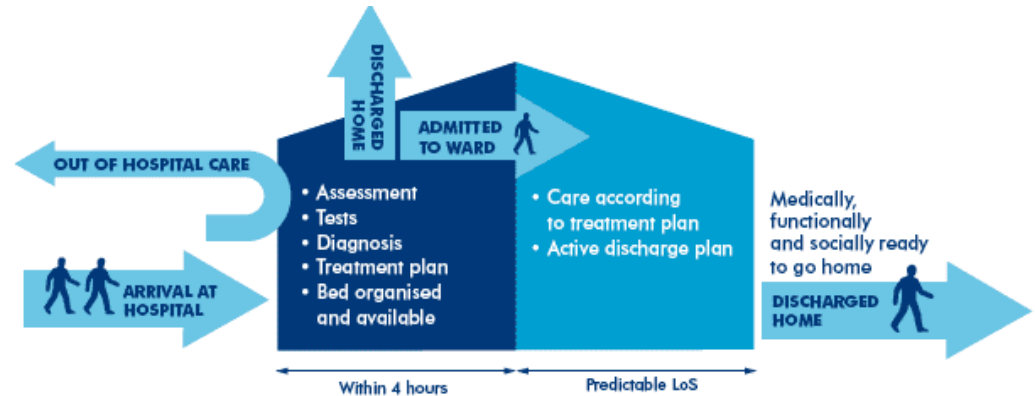 DISCHARGED
HOME
ADMITTED
TO WARD
OUT OF HOSPITAL CARE
ARRIVAL AT
HOSPITAL
• Assessment
• Tests
• Diagnosis
• Treatment plan
• Bed organised
and available
• Care according
to treatment plan
• Active discharge plan
Medically,
functionally
and socially ready
to go home
DISCHARGED
HOME
Within 4 hours
Predictable LoS